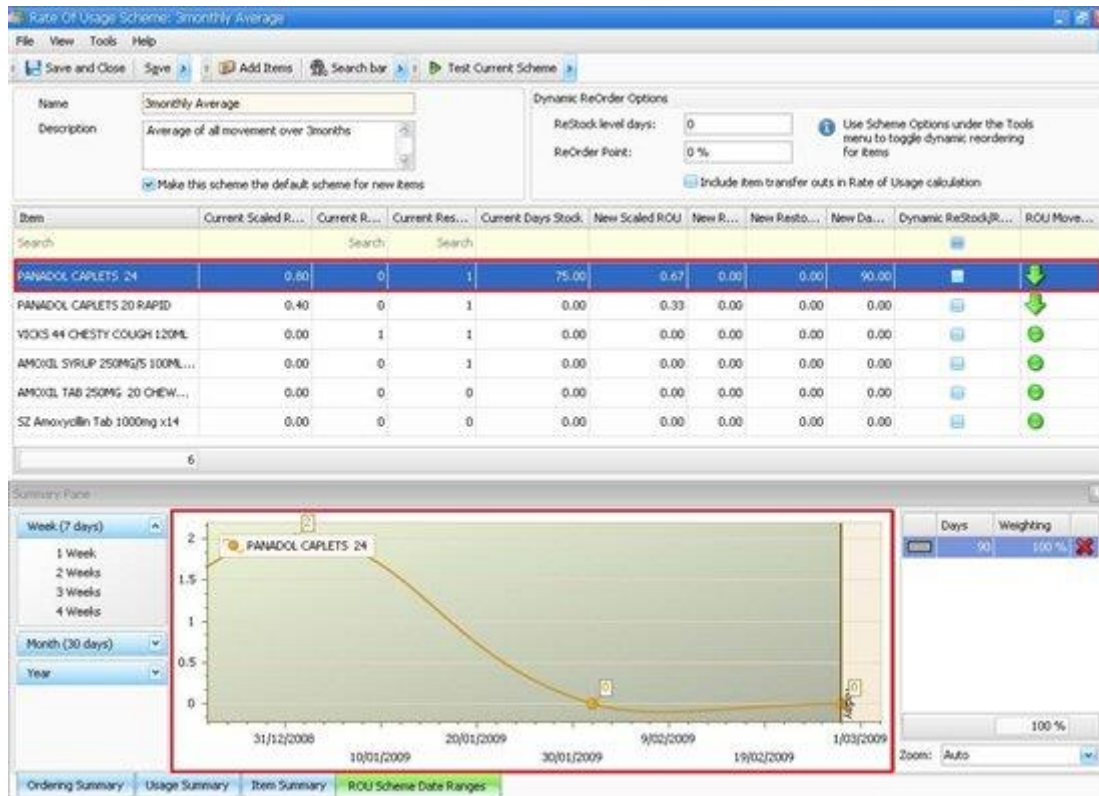 Rate Of Usage Scheme: 3monthly Average
File View Tools Help
Save and Close Save Add Items Search bar Test Current Scheme
Name 3monthly Average
Description Average of all movement over 3months
Make this scheme the default scheme for new items
Dynamic ReOrder Options
ReStock level days: 0
ReOrder Point: 0 %
Use Scheme Options under the Tools
menu to toggle dynamic reordering
for items
Include item transfer outs in Rate of Usage calculation
Item Current Scaled R... Current R... Current Res... Current Days Stock New Scaled ROU New R... New Resto... New Da... Dynamic ReStock/R... ROU Move...
Search Search Search
PANADOL CAPLETS 24 0.80 0 1 75.00 0.67 0.00 0.00 90.00
PANADOL CAPLETS 20 RAPID 0.40 0 1 0.00 0.33 0.00 0.00 0.00
VICKS 44 CHESTY COUGH 120ML 0.00 1 1 0.00 0.00 0.00 0.00 0.00
AMOXIL SYRUP 250MG/5 100ML... 0.00 0 1 0.00 0.00 0.00 0.00 0.00
AMOXIL TAB 250MG 20 CHEW... 0.00 0 0 0.00 0.00 0.00 0.00 0.00
SZ Amoxycillin Tab 1000mg x14 0.00 0 0 0.00 0.00 0.00 0.00 0.00
6
Summary Pane
Week (7 days)
1 Week
2 Weeks
3 Weeks
4 Weeks
Month (30 days)
Year
2
PANADOL CAPLETS 24
2
1.5
1
0.5
0
0
0
Today
31/12/2008 20/01/2009 9/02/2009 1/03/2009
10/01/2009 30/01/2009 19/02/2009
Days Weighting
90 100 %
100 %
Zoom: Auto
Ordering Summary Usage Summary Item Summary ROU Scheme Date Ranges